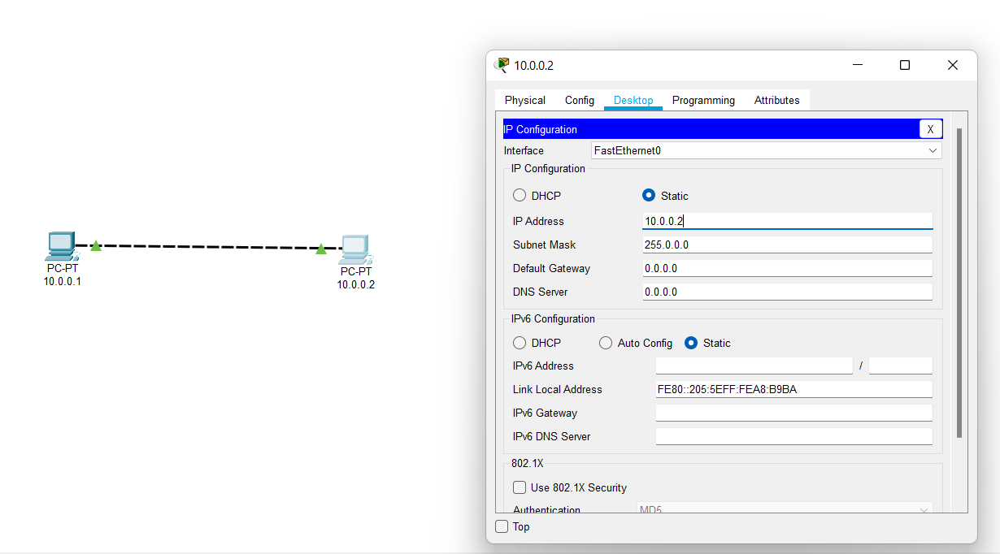 10.0.0.2
Physical Config Desktop Programming Attributes
IP Configuration X
Interface FastEthernet0
IP Configuration
DHCP Static
IP Address 10.0.0.2
Subnet Mask 255.0.0.0
Default Gateway 0.0.0.0
DNS Server 0.0.0.0
IPv6 Configuration
DHCP Auto Config Static
IPv6 Address /
Link Local Address FE80::205:5EFF:FEA8:B9BA
IPv6 Gateway
IPv6 DNS Server
802.1X
Use 802.1X Security
Authentication MD5
Top
PC-PT
10.0.0.1
PC-PT
10.0.0.2